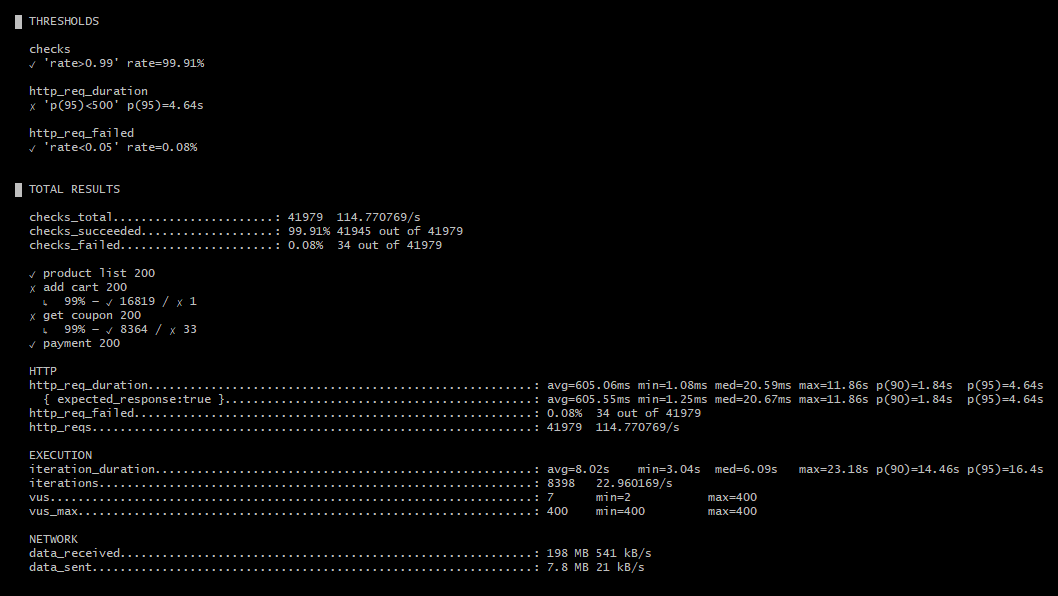 █ THRESHOLDS
checks
✓ 'rate>0.99' rate=99.91%
http_req_duration
✗ 'p(95)<500' p(95)=4.64s
http_req_failed
✓ 'rate<0.05' rate=0.08%
█ TOTAL RESULTS
checks_total.......................: 41979  114.770769/s
checks_succeeded...................: 99.91% 41945 out of 41979
checks_failed......................: 0.08%  34 out of 41979
✓ product list 200
✗ add cart 200
↳  99% — ✓ 16819 / ✗ 1
✗ get coupon 200
↳  99% — ✓ 8364 / ✗ 33
✓ payment 200
HTTP
http_req_duration.......................................................: avg=605.06ms min=1.08ms med=20.59ms max=11.86s p(90)=1.84s  p(95)=4.64s
{ expected_response:true }............................................: avg=605.55ms min=1.25ms med=20.67ms max=11.86s p(90)=1.84s  p(95)=4.64s
http_req_failed.........................................................: 0.08%  34 out of 41979
http_reqs...............................................................: 41979  114.770769/s
EXECUTION
iteration_duration......................................................: avg=8.02s    min=3.04s  med=6.09s   max=23.18s p(90)=14.46s p(95)=16.4s
iterations..............................................................: 8398   22.960169/s
vus.....................................................................: 7      min=2           max=400
vus_max.................................................................: 400    min=400         max=400
NETWORK
data_received...........................................................: 198 MB 541 kB/s
data_sent...............................................................: 7.8 MB 21 kB/s